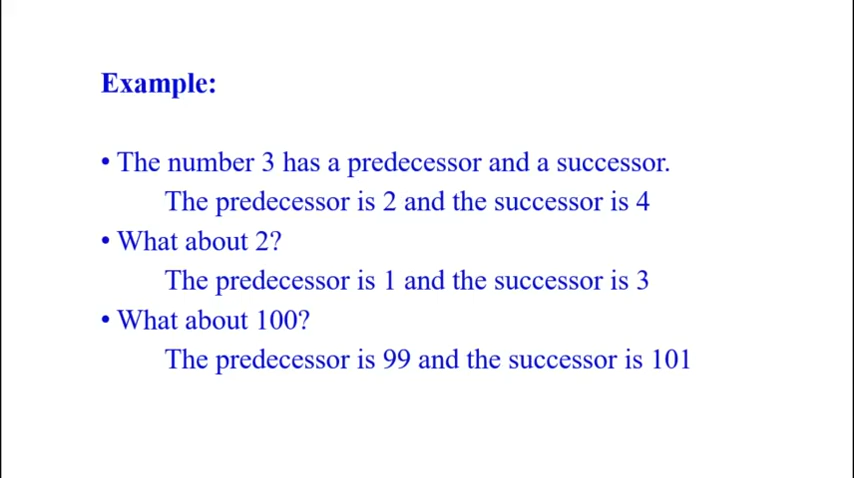 Example:
• The number 3 has a predecessor and a successor.
The predecessor is 2 and the successor is 4
• What about 2?
The predecessor is 1 and the successor is 3
• What about 100?
The predecessor is 99 and the successor is 101